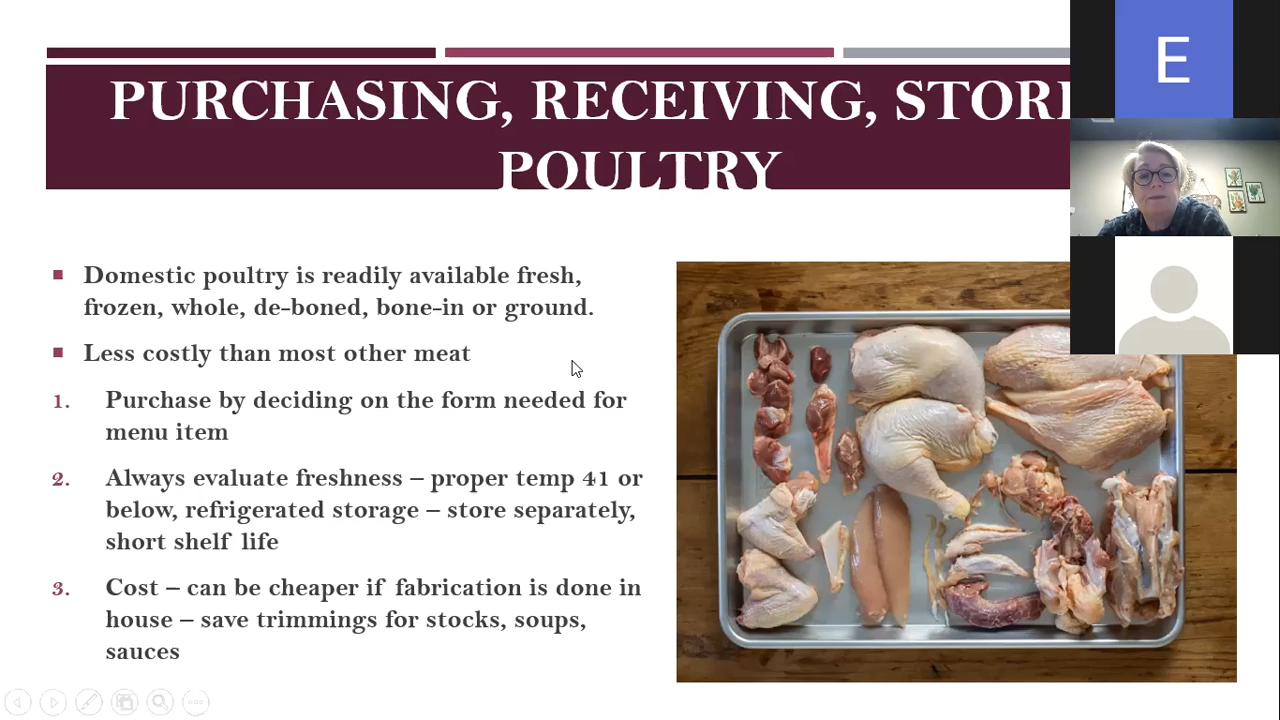 PURCHASING, RECEIVING, STORI
POULTRY
E
▪ Domestic poultry is readily available fresh,
frozen, whole, de-boned, bone-in or ground.
▪ Less costly than most other meat
1. Purchase by deciding on the form needed for
menu item
2. Always evaluate freshness – proper temp 41 or
below, refrigerated storage – store separately,
short shelf life
3. Cost – can be cheaper if fabrication is done in
house – save trimmings for stocks, soups,
sauces